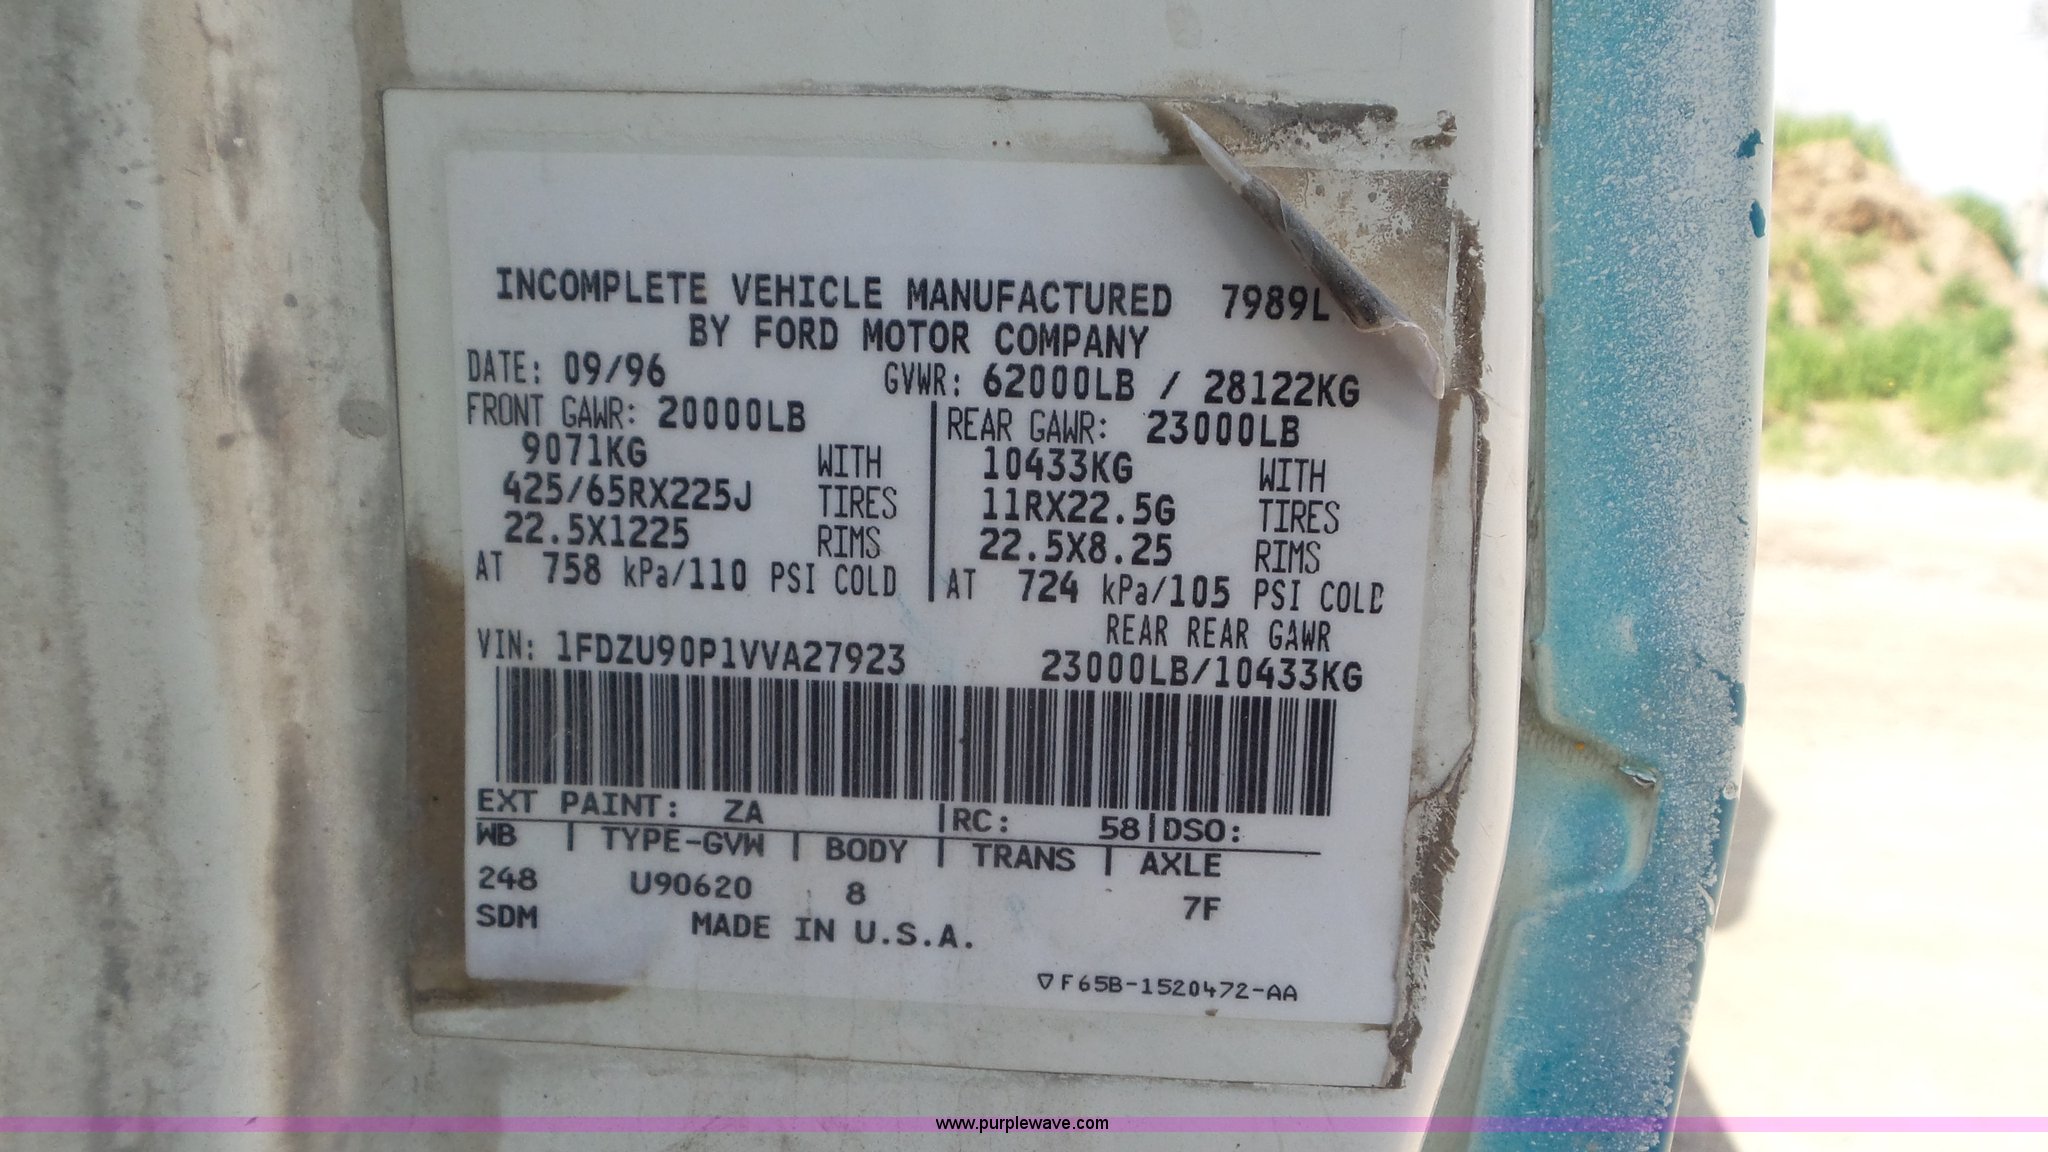 INCOMPLETE VEHICLE MANUFACTURED 7989L
BY FORD MOTOR COMPANY
DATE: 09/96 GVWR: 62000LB / 28122KG
FRONT GAWR: 20000LB REAR GAWR: 23000LB
9071KG WITH 10433KG WITH
425/65RX225J TIRES 11RX22.5G TIRES
22.5X1225 RIMS 22.5X8.25 RIMS
AT 758 kPa/110 PSI COLD AT 724 kPa/105 PSI COLD
REAR REAR GAWR
VIN: 1FDZU90P1VVA27923 23000LB/10433KG
EXT PAINT: ZA |RC: 58|DSO:
WB | TYPE-GVW | BODY | TRANS | AXLE
248 U90620 8 7F
SDM MADE IN U.S.A.
▽F65B-1520472-AA
www.purplewave.com